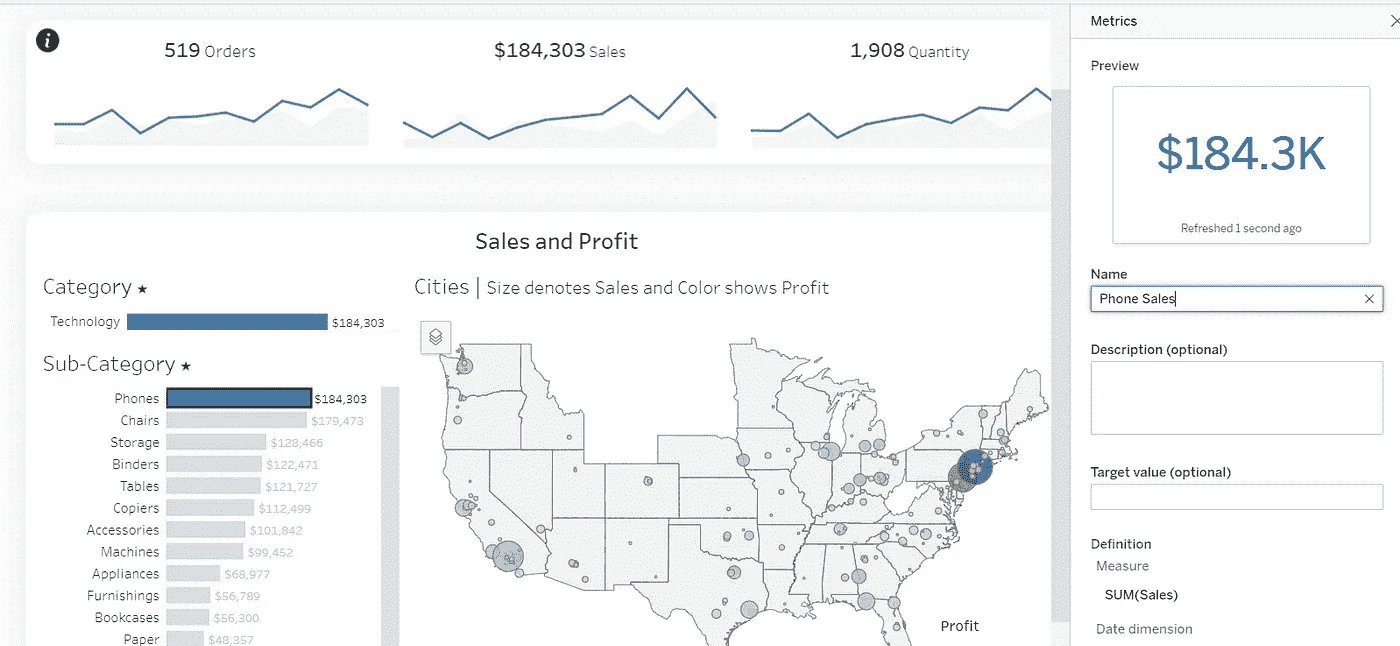 519 Orders
$184,303 Sales
1,908 Quantity
Sales and Profit
Category ★
Technology $184,303
Sub-Category ★
Phones $184,303
Chairs $179,473
Storage $128,466
Binders $122,471
Tables $121,727
Copiers $112,499
Accessories $101,842
Machines $99,452
Appliances $68,977
Furnishings $56,789
Bookcases $56,300
Paper $48,357
Cities | Size denotes Sales and Color shows Profit
Profit
Metrics
Preview
$184.3K
Refreshed 1 second ago
Name
Phone Sales
Description (optional)
Target value (optional)
Definition
Measure
SUM(Sales)
Date dimension